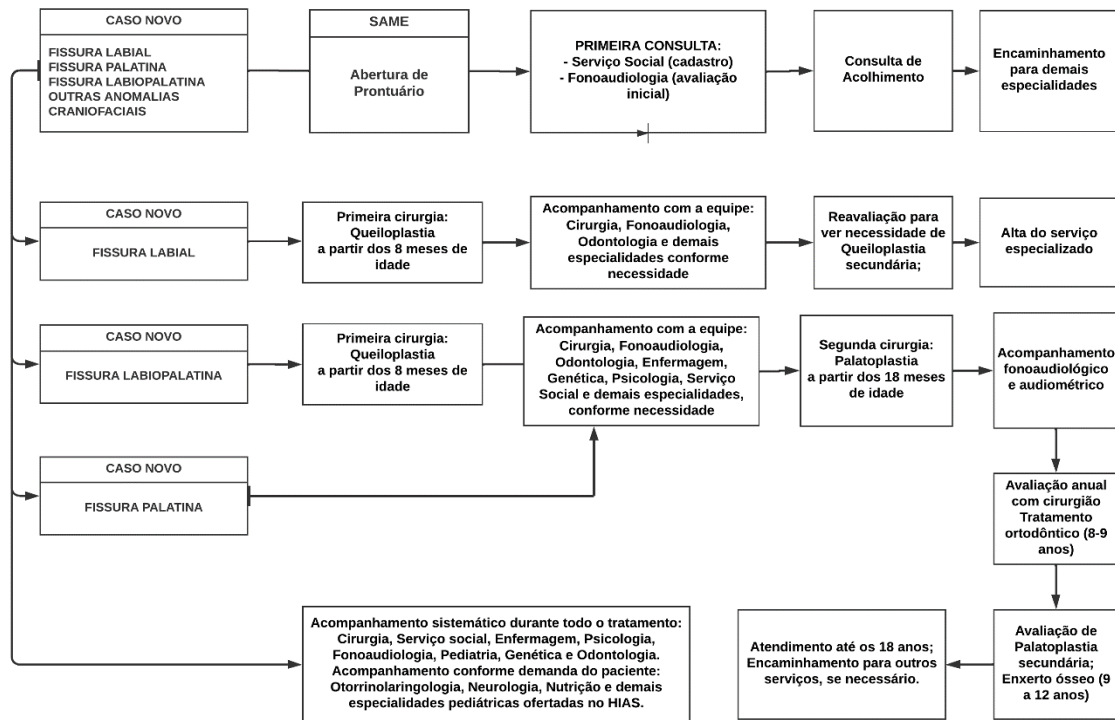 CASO NOVO
FISSURA LABIAL
FISSURA PALATINA
FISSURA LABIOPALATINA
OUTRAS ANOMALIAS
CRANIOFACIAIS
SAME
Abertura de
Prontuário
PRIMEIRA CONSULTA:
- Serviço Social (cadastro)
- Fonoaudiologia (avaliação
inicial)
Consulta de
Acolhimento
Encaminhamento
para demais
especialidades
CASO NOVO
FISSURA LABIAL
Primeira cirurgia:
Queiloplastia
a partir dos 8 meses de
idade
Acompanhamento com a equipe:
Cirurgia, Fonoaudiologia,
Odontologia e demais
especialidades conforme
necessidade
Reavaliação para
ver necessidade de
Queiloplastia
secundária;
Alta do serviço
especializado
CASO NOVO
FISSURA LABIOPALATINA
Primeira cirurgia:
Queiloplastia
a partir dos 8 meses de
idade
Acompanhamento com a equipe:
Cirurgia, Fonoaudiologia,
Odontologia, Enfermagem,
Genética, Psicologia, Serviço
Social e demais especialidades,
conforme necessidade
Segunda cirurgia:
Palatoplastia
a partir dos 18 meses
de idade
Acompanhamento
fonoaudiológico
e audiométrico
CASO NOVO
FISSURA PALATINA
Avaliação anual
com cirurgião
Tratamento
ortodôntico (8-9
anos)
Acompanhamento sistemático durante todo o tratamento:
Cirurgia, Serviço social, Enfermagem, Psicologia,
Fonoaudiologia, Pediatria, Genética e Odontologia.
Acompanhamento conforme demanda do paciente:
Otorrinolaringologia, Neurologia, Nutrição e demais
especialidades pediátricas ofertadas no HIAS.
Atendimento até os 18 anos;
Encaminhamento para outros
serviços, se necessário.
Avaliação de
Palatoplastia
secundária;
Enxerto ósseo (9
a 12 anos)